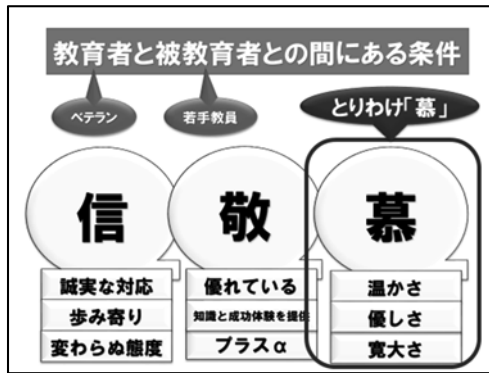 教育者と被教育者との間にある条件
ベテラン
若手教員
とりわけ「慕」
信
誠実な対応
歩み寄り
変わらぬ態度
敬
優れている
知識と成功体験を提供
プラスα
慕
温かさ
優しさ
寛大さ